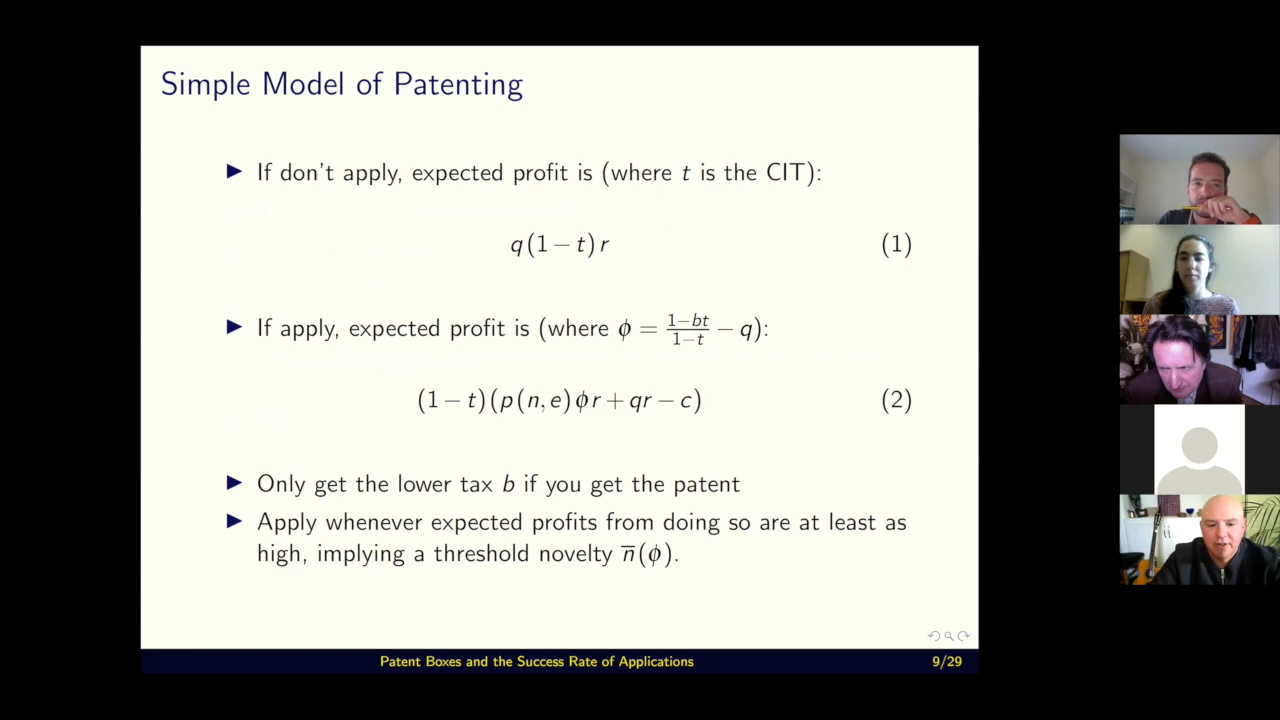 Simple Model of Patenting
▶ If don't apply, expected profit is (where t is the CIT):
q(1 − t)r (1)
▶ If apply, expected profit is (where ϕ = \frac{1−bt}{1−t} − q):
(1 − t)(p(n, e)ϕr + qr − c) (2)
▶ Only get the lower tax b if you get the patent
▶ Apply whenever expected profits from doing so are at least as
high, implying a threshold novelty n̅(ϕ).
Patent Boxes and the Success Rate of Applications 9/29